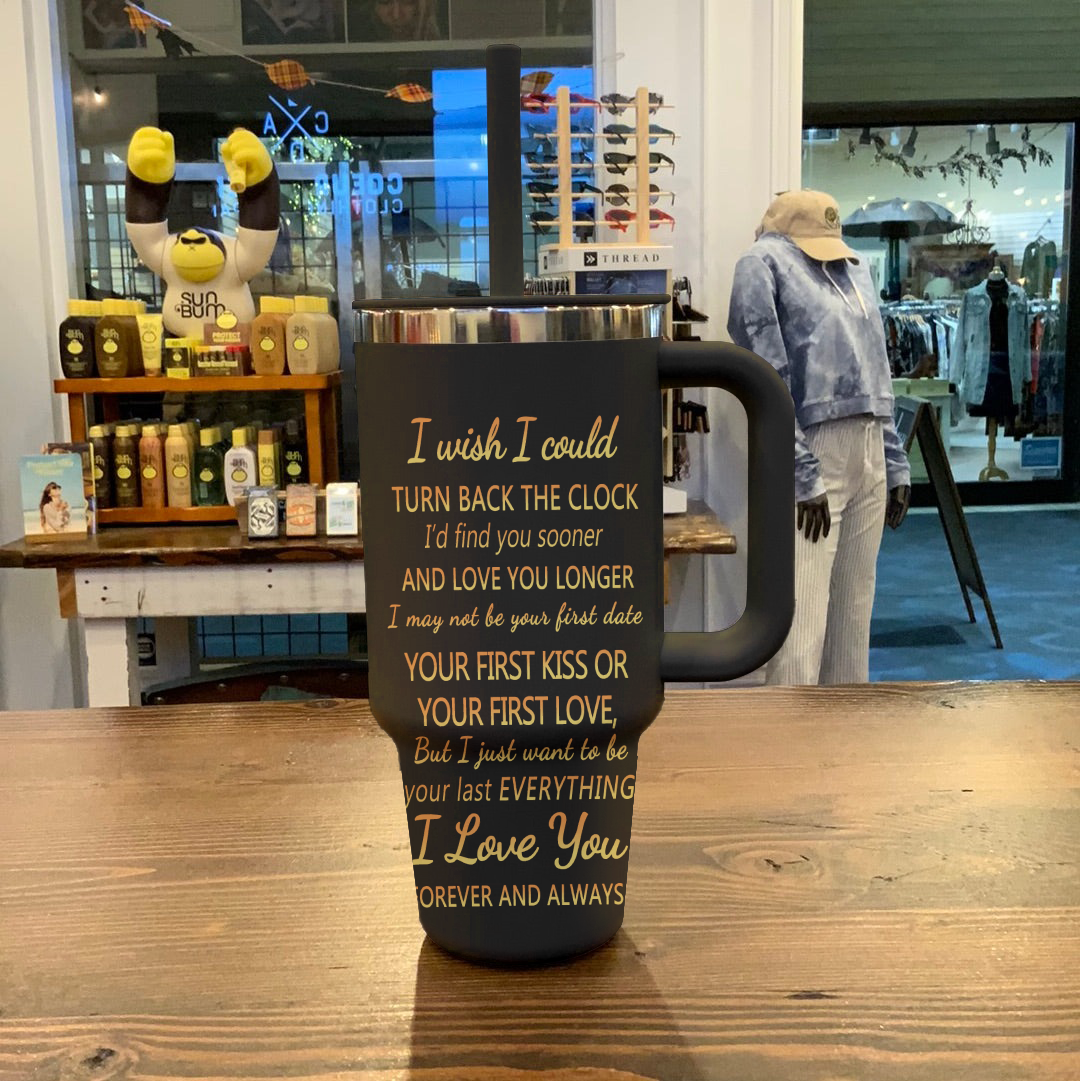 C A
D
COEUR
CLOTHING
THREAD
SUN
BUM
PROTECT
I wish I could
TURN BACK THE CLOCK
I'd find you sooner
AND LOVE YOU LONGER
I may not be your first date
YOUR FIRST KISS OR
YOUR FIRST LOVE,
But I just want to be
your last EVERYTHING
I Love You
FOREVER AND ALWAYS